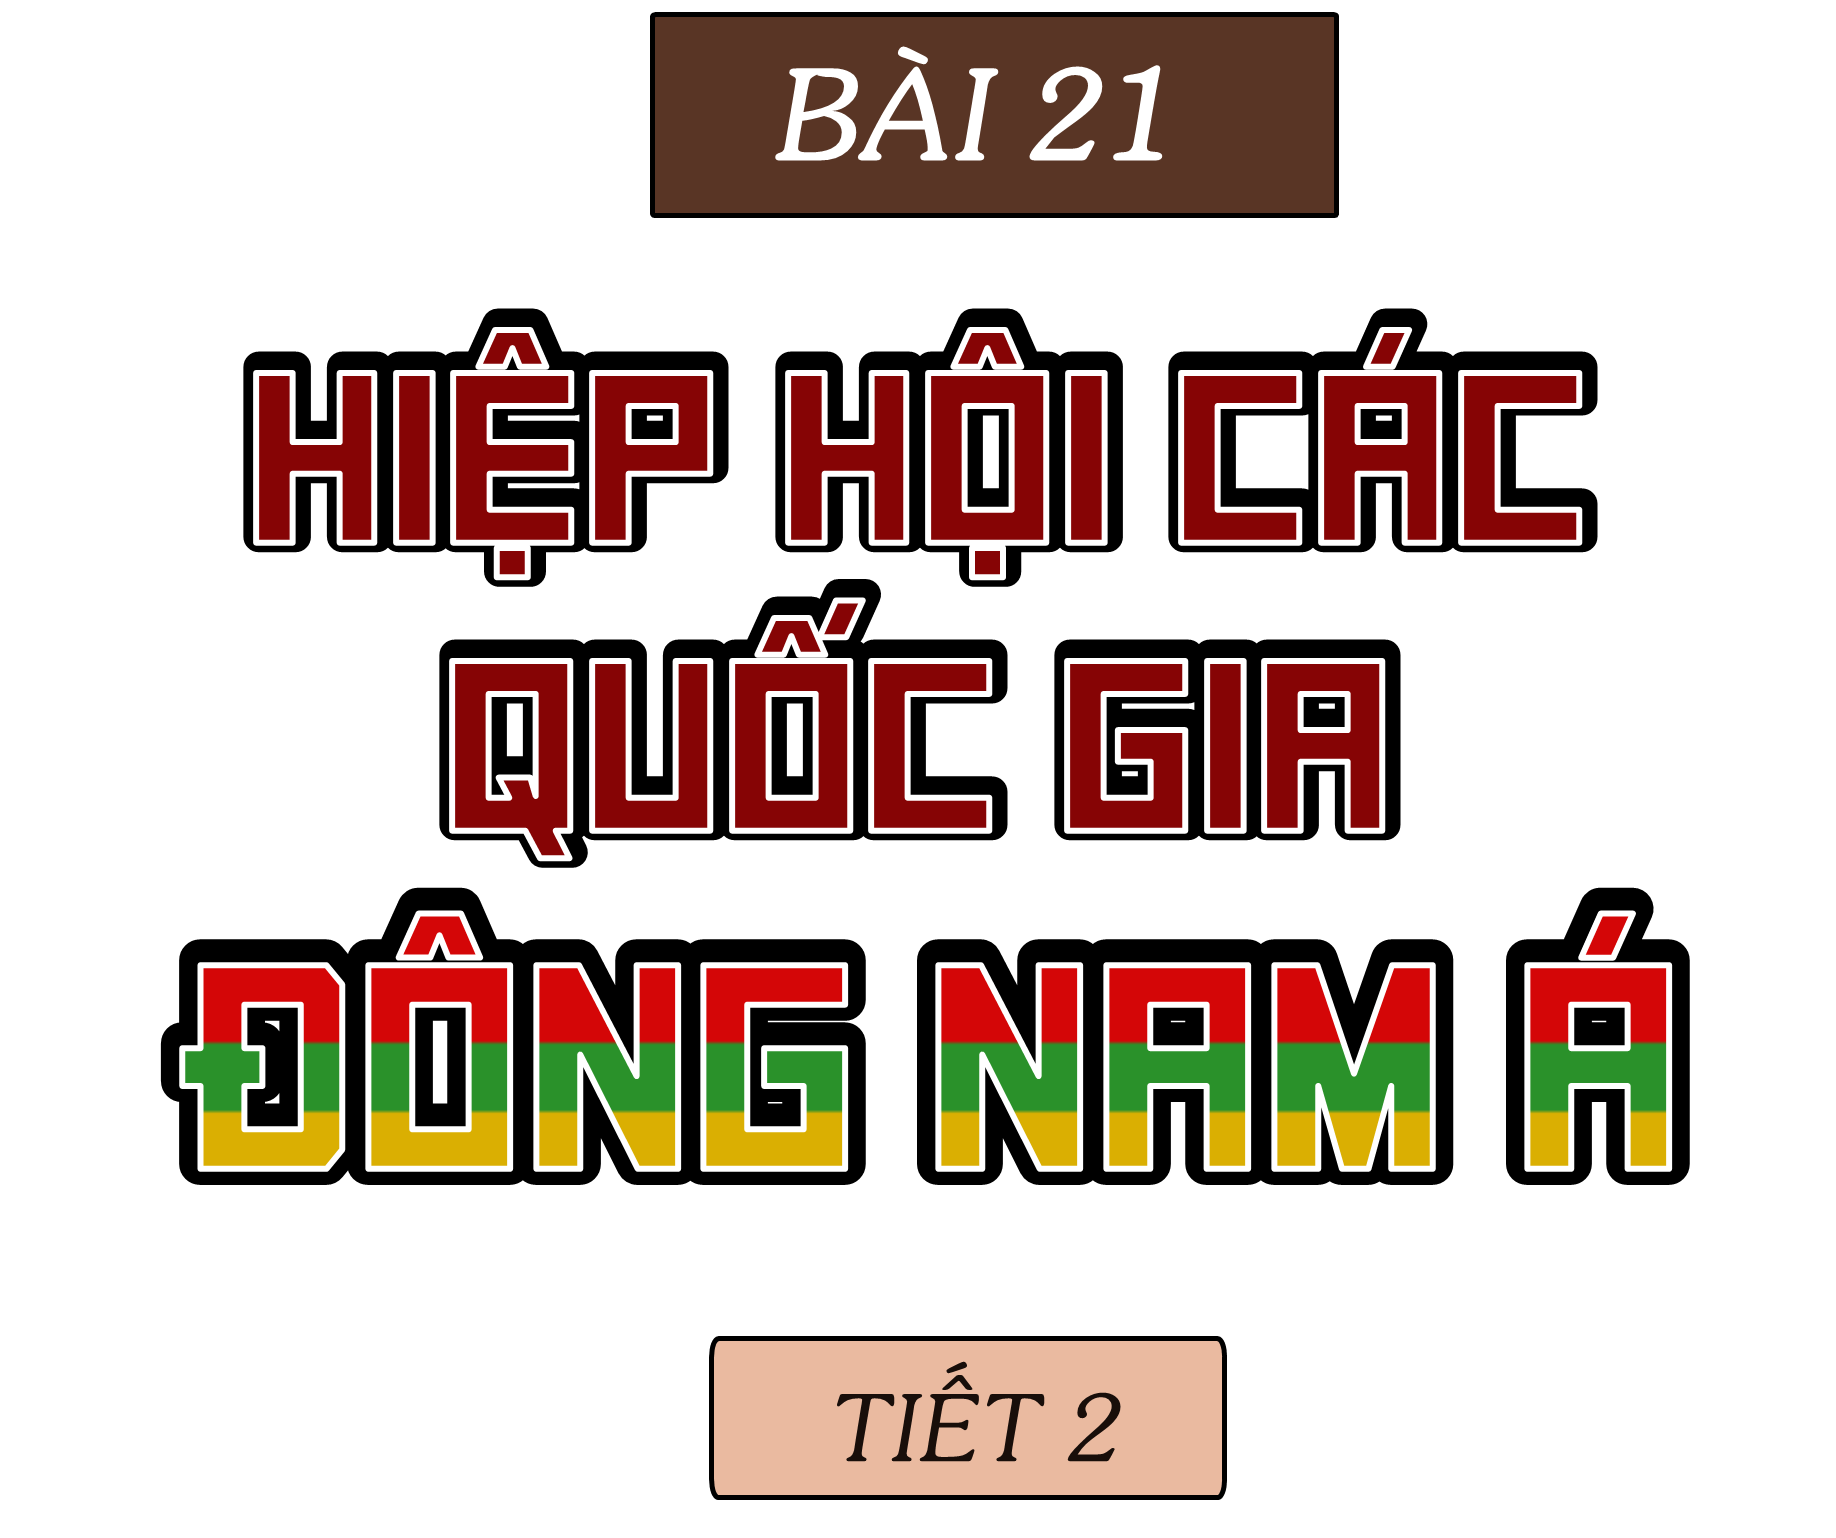 BÀI 21
HIỆP HỘI CÁC
QUỐC GIA
ĐÔNG NAM Á
TIẾT 2